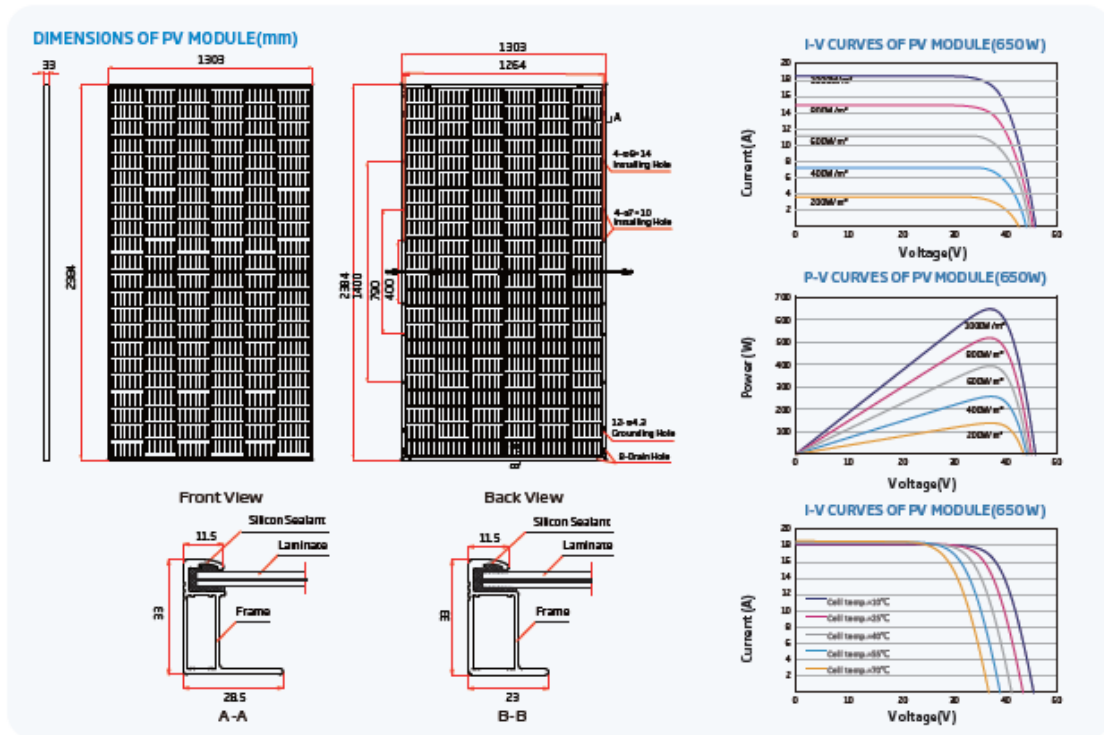 DIMENSIONS OF PV MODULE(mm)
33
1303
2384
Front View
1303
1264
A
4-ø9×14
Installing Hole
4-ø7×10
Installing Hole
2384
1400
790
400
12-ø4.3
Grounding Hole
8-Drain Hole
Back View
Silicon Sealant
11.5
Laminate
33
Frame
28.5
A-A
Silicon Sealant
11.5
Laminate
33
Frame
23
B-B
I-V CURVES OF PV MODULE(650W)
Current(A)
20
18
16
14
12
10
8
6
4
2
1000W/m²
800W/m²
600W/m²
400W/m²
200W/m²
0 10 20 30 40 50 60
Voltage(V)
P-V CURVES OF PV MODULE(650W)
Power(W)
700
600
500
400
300
200
100
1000W/m²
800W/m²
600W/m²
400W/m²
200W/m²
0 10 20 30 40 50
Voltage(V)
I-V CURVES OF PV MODULE(650W)
Current(A)
20
18
16
14
12
10
8
6
4
2
Cell temp.=10°C
Cell temp.=25°C
Cell temp.=40°C
Cell temp.=55°C
Cell temp.=70°C
0 10 20 30 40 50 60
Voltage(V)